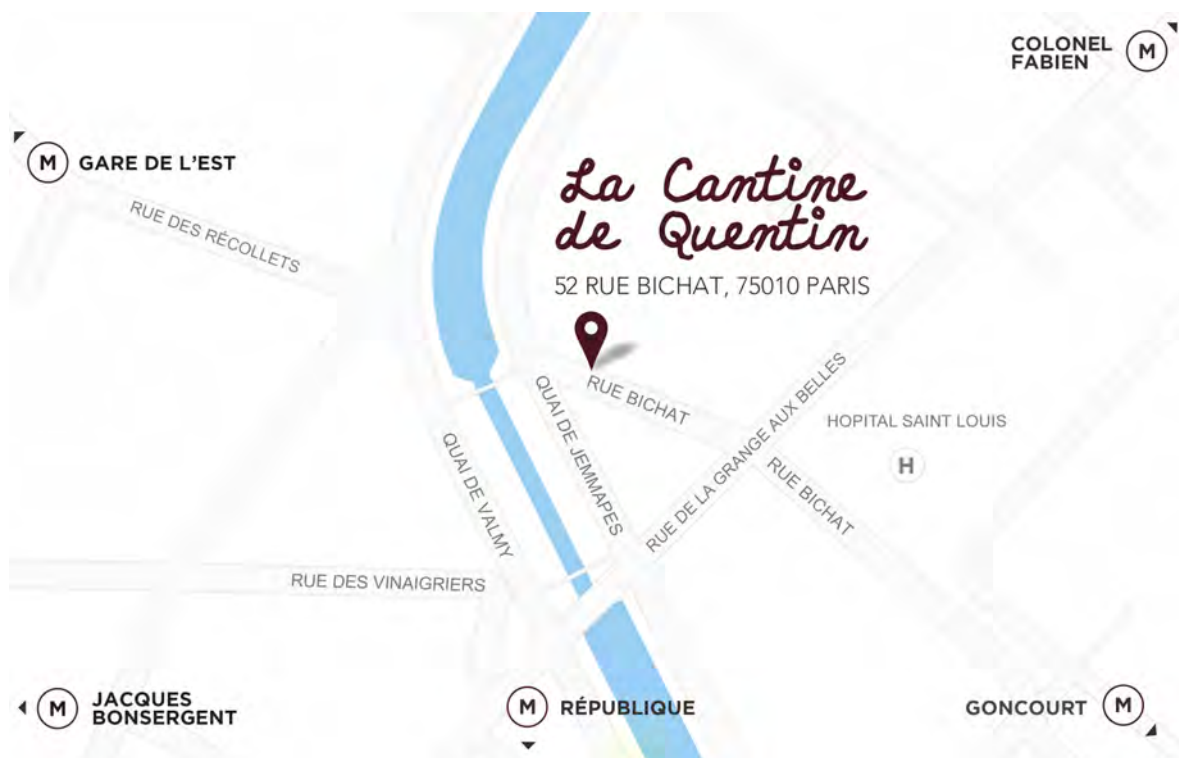 COLONEL
FABIEN
M
M
GARE DE L'EST
RUE DES RÉCOLLETS
La Cantine
de Quentin
52 RUE BICHAT, 75010 PARIS
RUE BICHAT
QUAI DE JEMMAPES
QUAI DE VALMY
RUE DE LA GRANGE AUX BELLES
HOPITAL SAINT LOUIS
H
RUE BICHAT
RUE DES VINAIGRIERS
M
JACQUES
BONSERGENT
M
RÉPUBLIQUE
GONCOURT
M